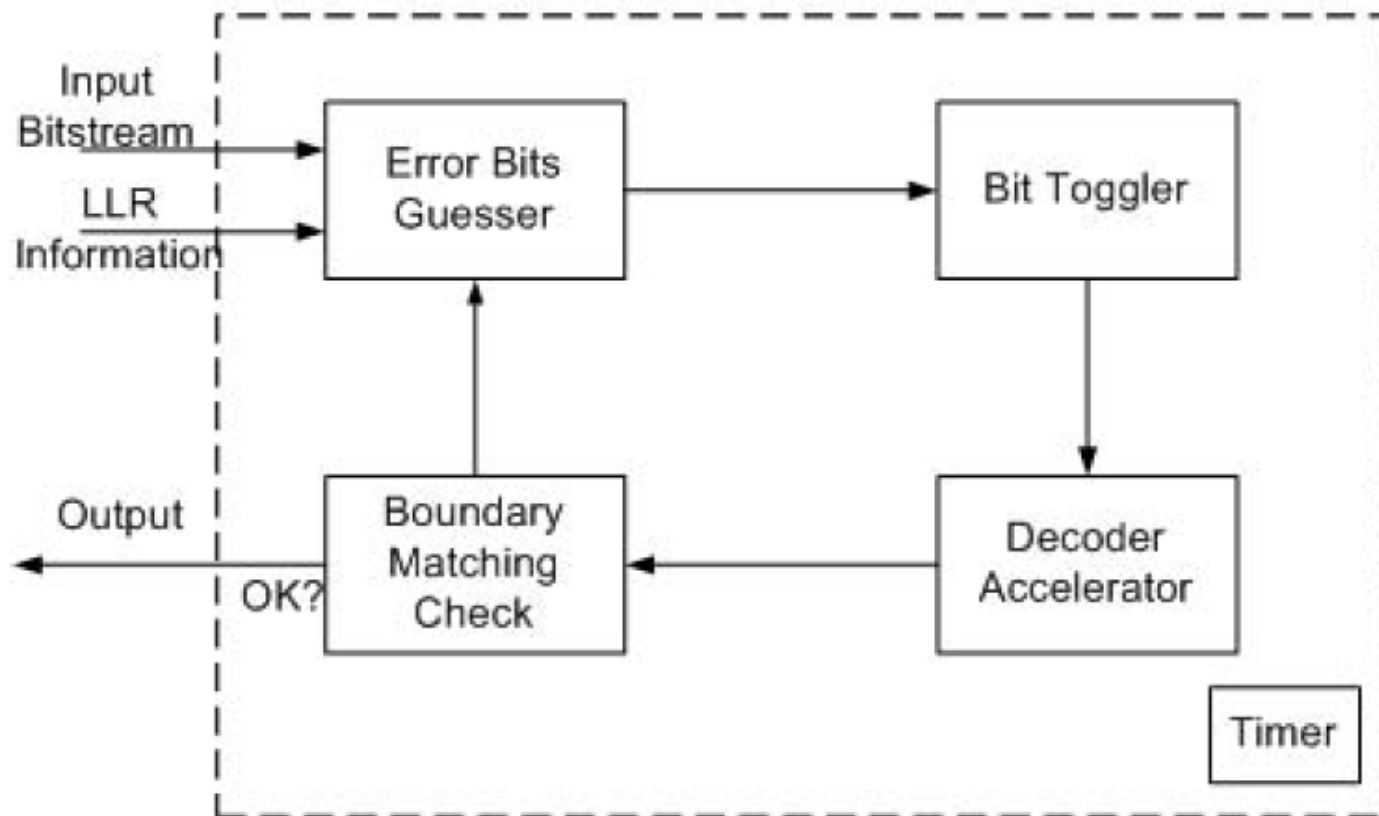 Input
Bitstream
LLR
Information
Error Bits
Guesser
Bit Toggler
Output
OK?
Boundary
Matching
Check
Decoder
Accelerator
Timer